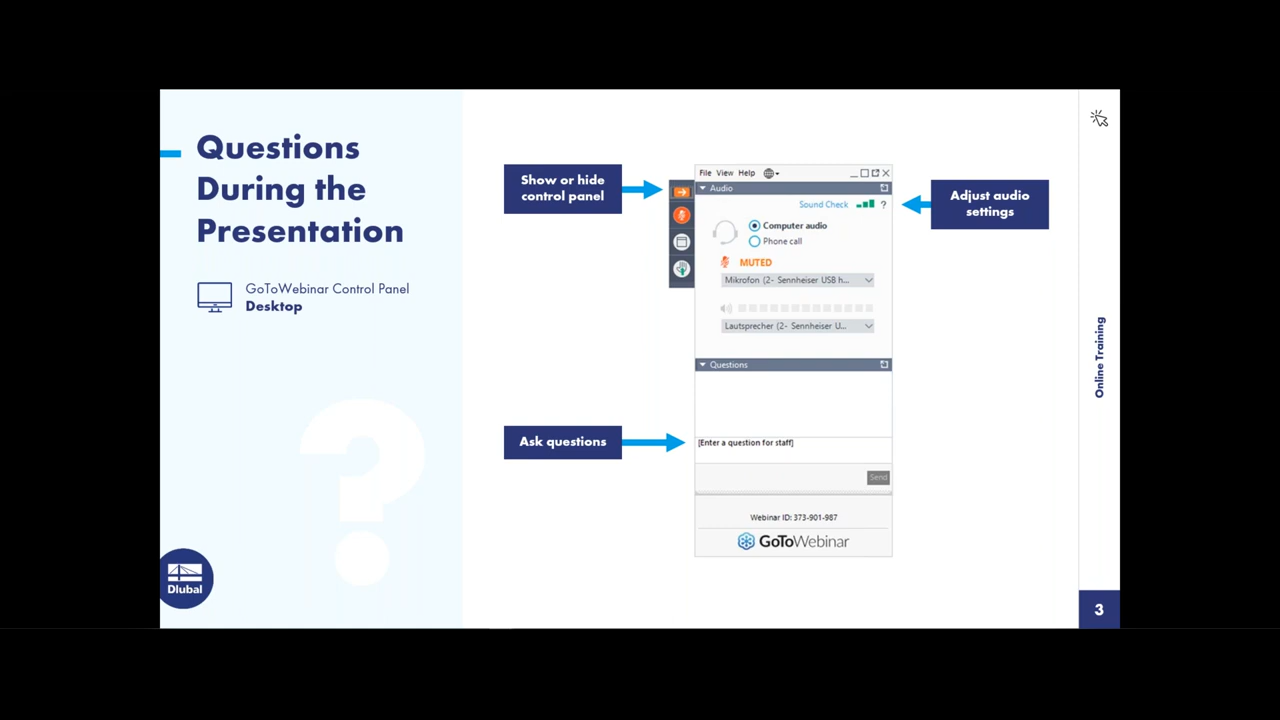 Questions
During the
Presentation
GoToWebinar Control Panel
Desktop
Dlubal
Show or hide
control panel
Ask questions
File View Help
Audio
Sound Check ?
Computer audio
Phone call
MUTED
Mikrofon (2- Sennheiser USB h...
Lautsprecher (2- Sennheiser U...
Questions
[Enter a question for staff]
Send
Webinar ID: 373-901-987
GoToWebinar
Adjust audio
settings
Online Training
3